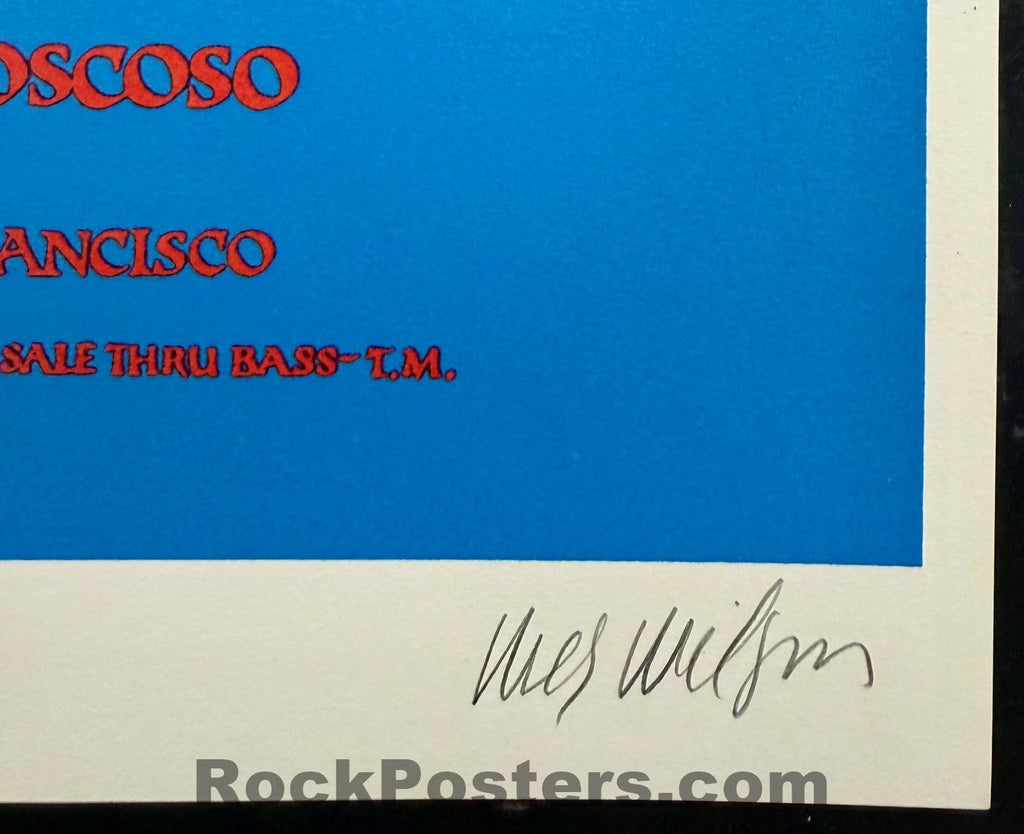 OSCOSO
ANCISCO
SALE THRU BASS-T.M.
Wes Wilson
RockPosters.com